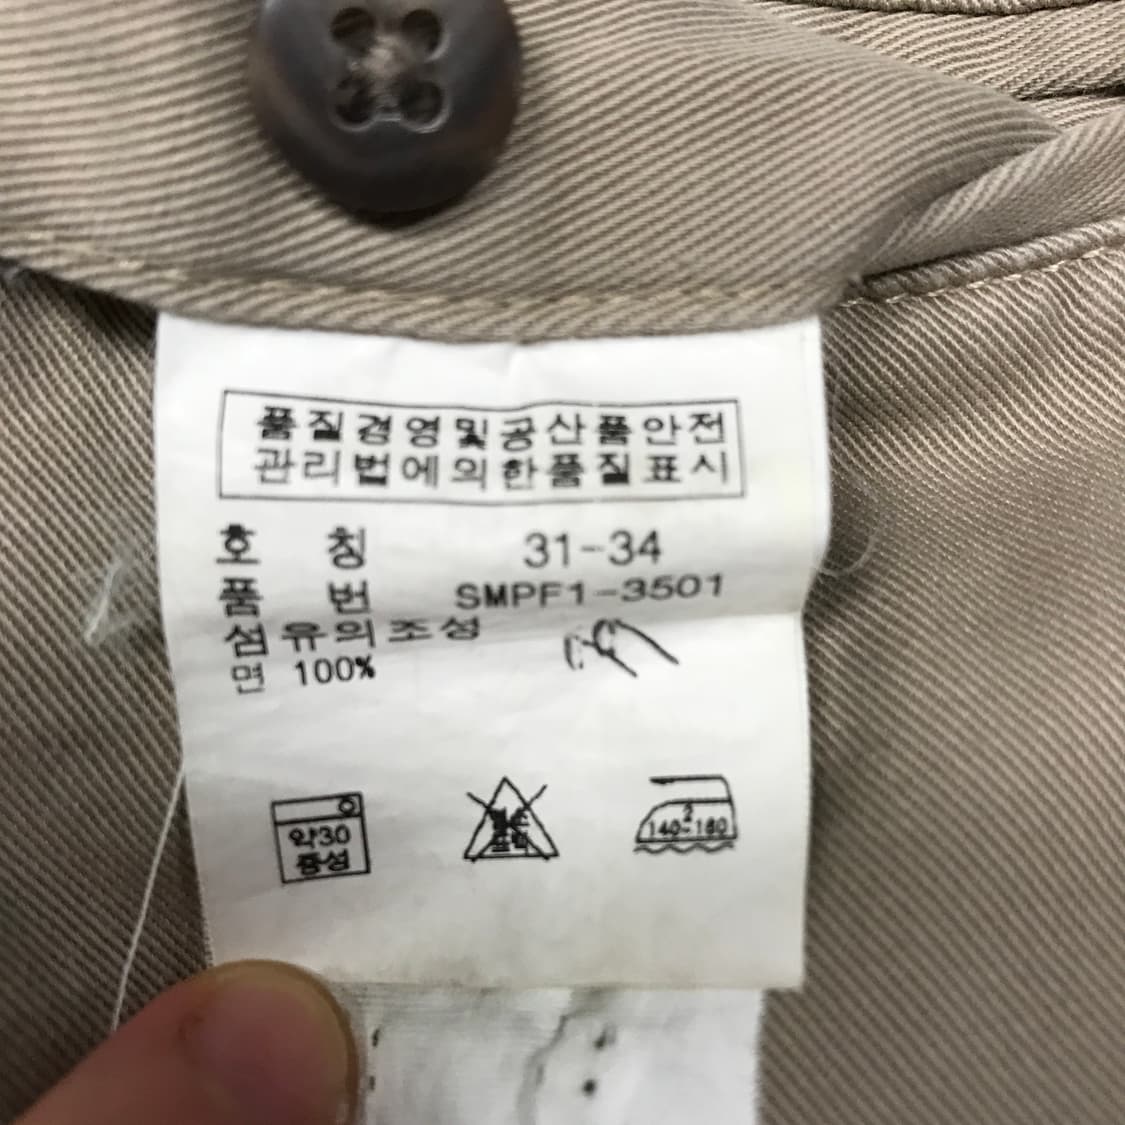 품질경영및공산품안전
관리법에의한품질표시
호 칭 31-34
품 번 SMPF1-3501
섬유의조성
면 100%
약30
중성
2
140-160